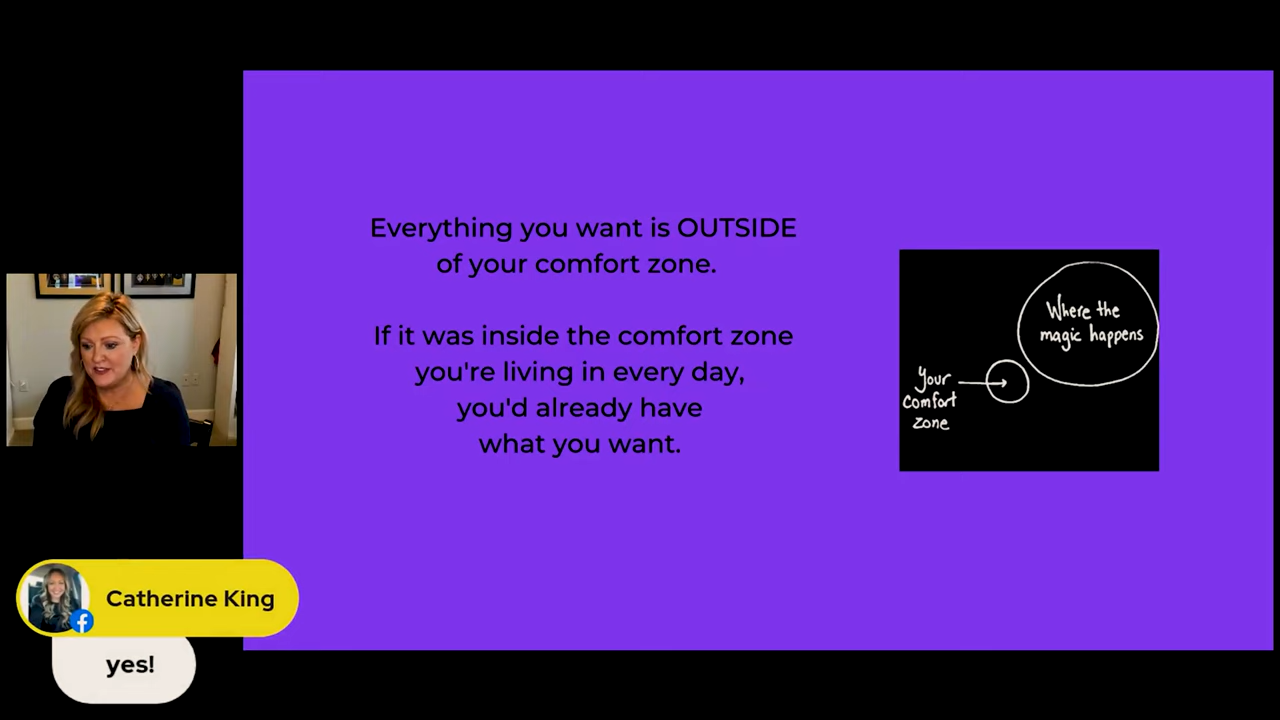 Everything you want is OUTSIDE
of your comfort zone.
If it was inside the comfort zone
you're living in every day,
you'd already have
what you want.
Where the
magic happens
Your
comfort
zone
Catherine King
yes!